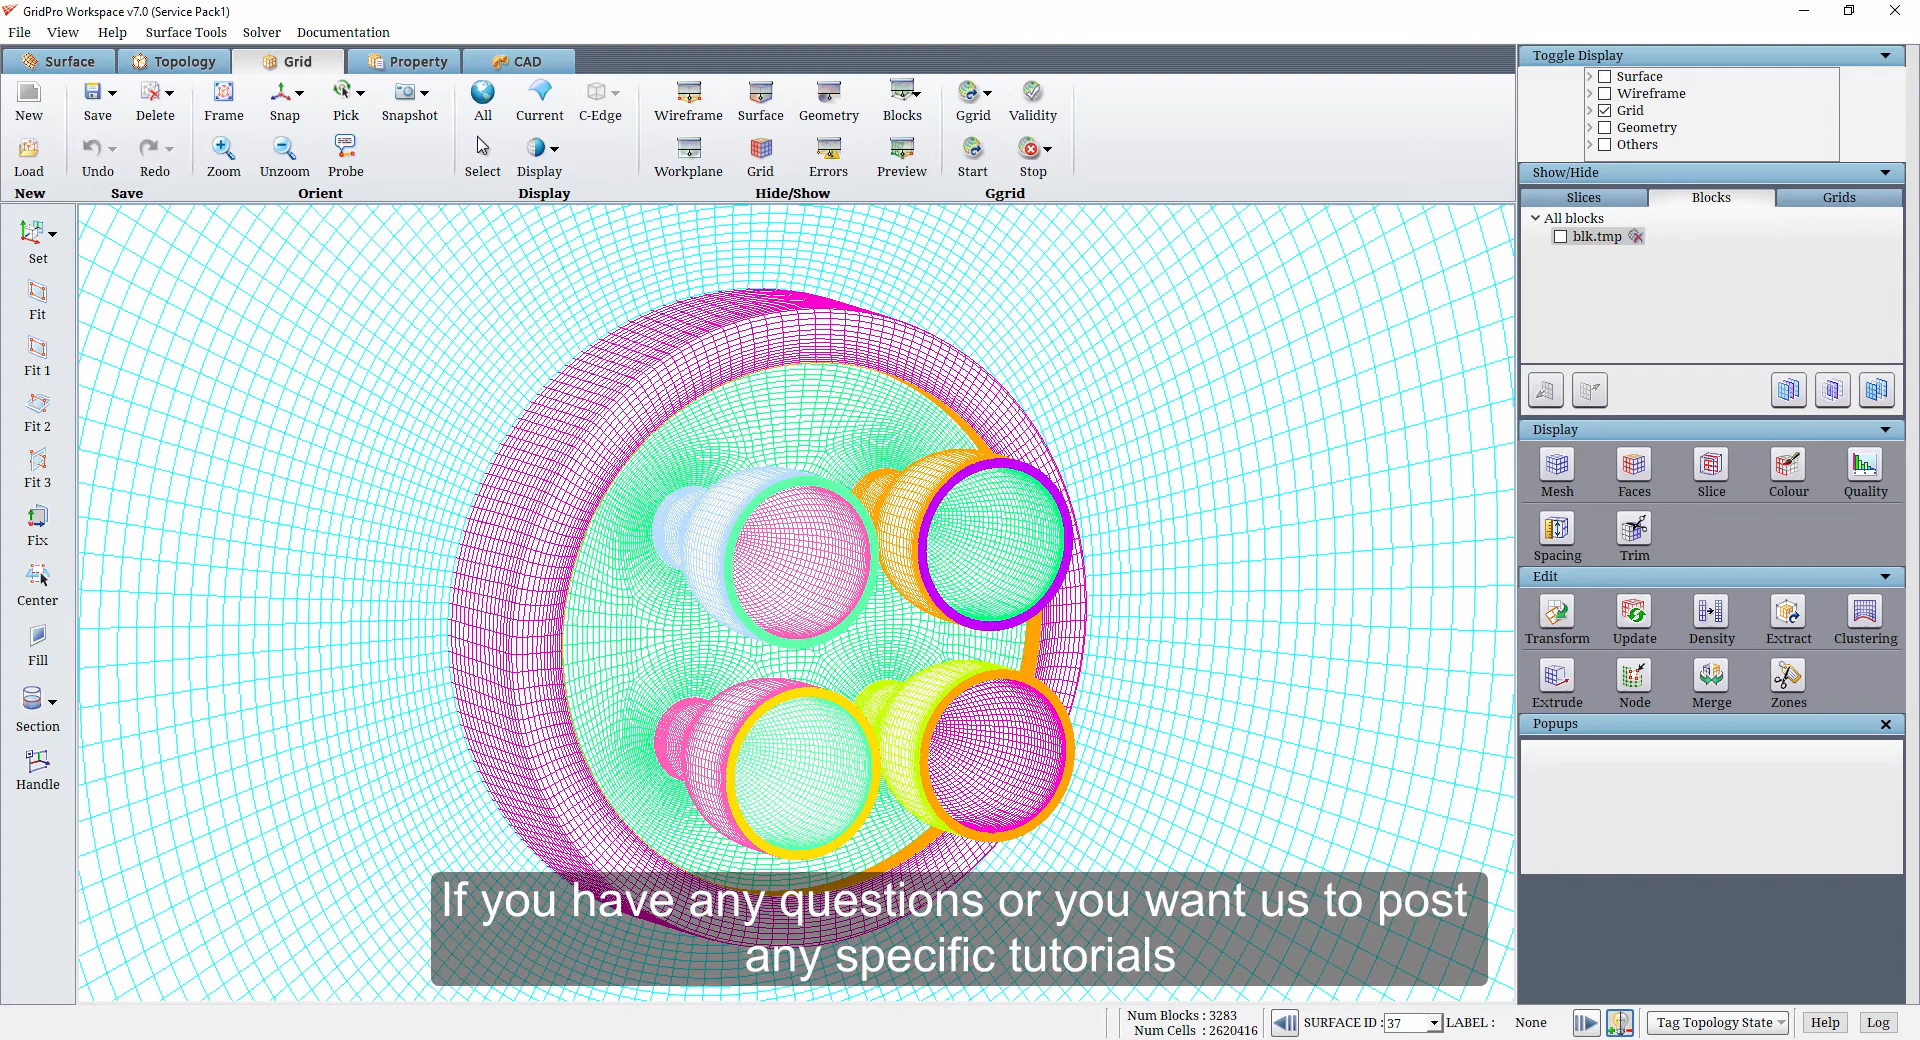 GridPro Workspace v7.0 (Service Pack1)
File View Help Surface Tools Solver Documentation
Surface Topology Grid Property CAD
New Save Delete Frame Snap Pick Snapshot All Current C-Edge Wireframe Surface Geometry Blocks Ggrid Validity
Load Undo Redo Zoom Unzoom Probe Select Display Workplane Grid Errors Preview Start Stop
New Save Orient Display Hide/Show Ggrid
Set
Fit
Fit 1
Fit 2
Fit 3
Fix
Center
Fill
Section
Handle
Toggle Display
Surface
Wireframe
Grid
Geometry
Others
Show/Hide
Slices Blocks Grids
All blocks
blk.tmp
Display
Mesh Faces Slice Colour Quality
Spacing Trim
Edit
Transform Update Density Extract Clustering
Extrude Node Merge Zones
Popups
If you have any questions or you want us to post
any specific tutorials
Num Blocks : 3283
Num Cells : 2620416
SURFACE ID : 37 LABEL : None Tag Topology State Help Log